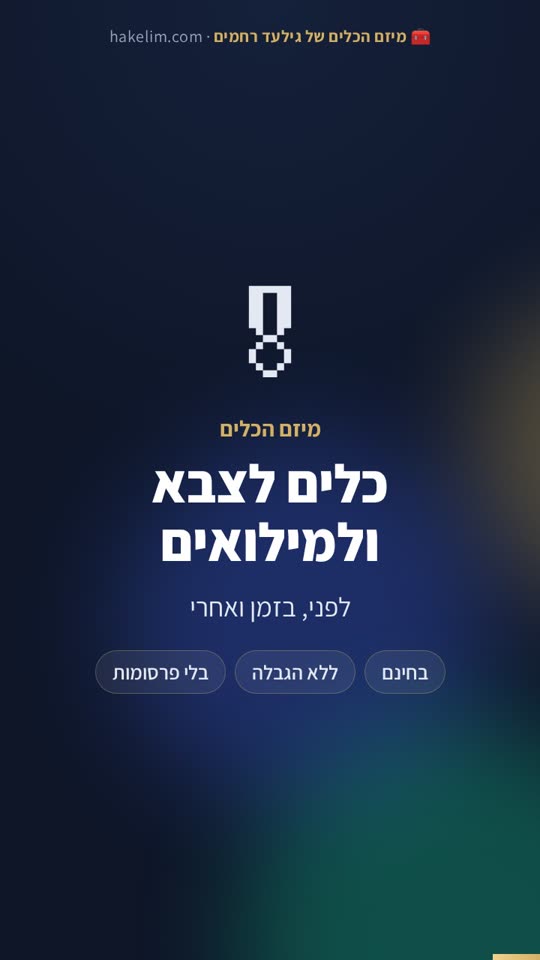 🧰 מיזם הכלים של גילעד רחמים · hakelim.com
מיזם הכלים
כלים לצבא
ולמילואים
לפני, בזמן ואחרי
בחינם
ללא הגבלה
בלי פרסומות